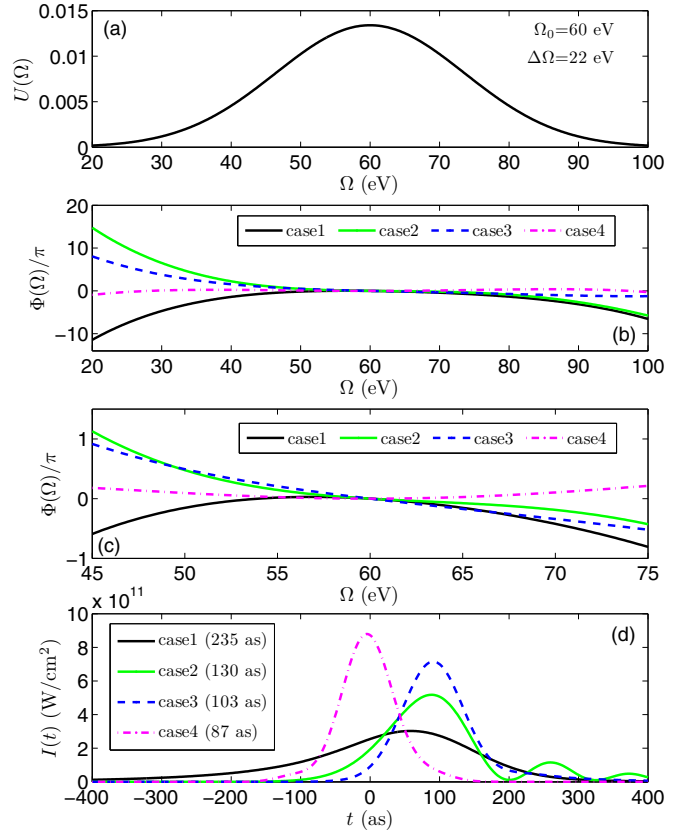 (a)
Ω₀=60 eV
ΔΩ=22 eV
U(Ω)
0.015
0.01
0.005
0
20 30 40 50 60 70 80 90 100
Ω (eV)
case1 case2 case3 case4
Φ(Ω)/π
20
10
0
−10
(b)
20 30 40 50 60 70 80 90 100
Ω (eV)
case1 case2 case3 case4
Φ(Ω)/π
1
0
−1
(c)
45 50 55 60 65 70 75
Ω (eV)
x 10¹¹
(d)
case1 (235 as)
case2 (130 as)
case3 (103 as)
case4 (87 as)
I(t) (W/cm²)
10
8
6
4
2
0
−400 −300 −200 −100 0 100 200 300 400
t (as)